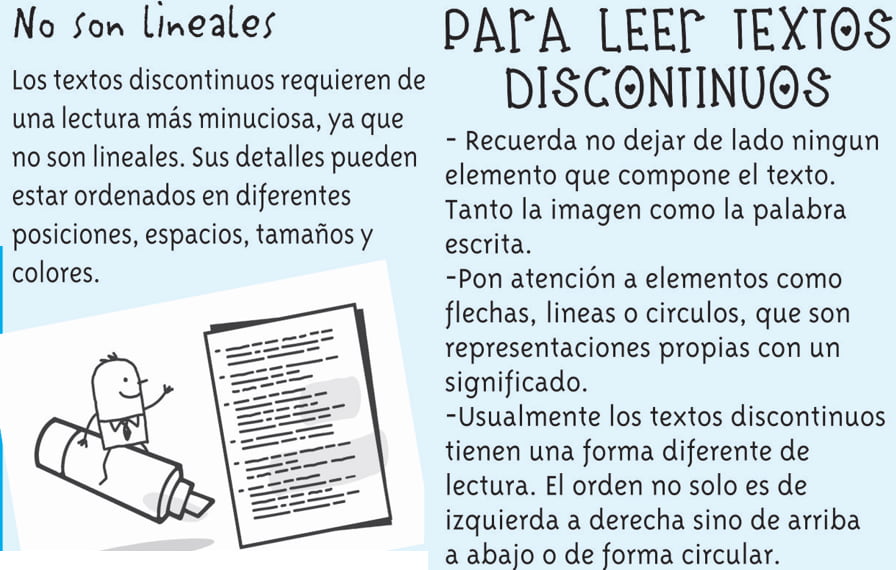 No son lineales
Los textos discontinuos requieren de
una lectura más minuciosa, ya que
no son lineales. Sus detalles pueden
estar ordenados en diferentes
posiciones, espacios, tamaños y
colores.
PARA LEER TEXTOS
DISCONTINUOS
- Recuerda no dejar de lado ningun
elemento que compone el texto.
Tanto la imagen como la palabra
escrita.
-Pon atención a elementos como
flechas, lineas o circulos, que son
representaciones propias con un
significado.
-Usualmente los textos discontinuos
tienen una forma diferente de
lectura. El orden no solo es de
izquierda a derecha sino de arriba
a abajo o de forma circular.